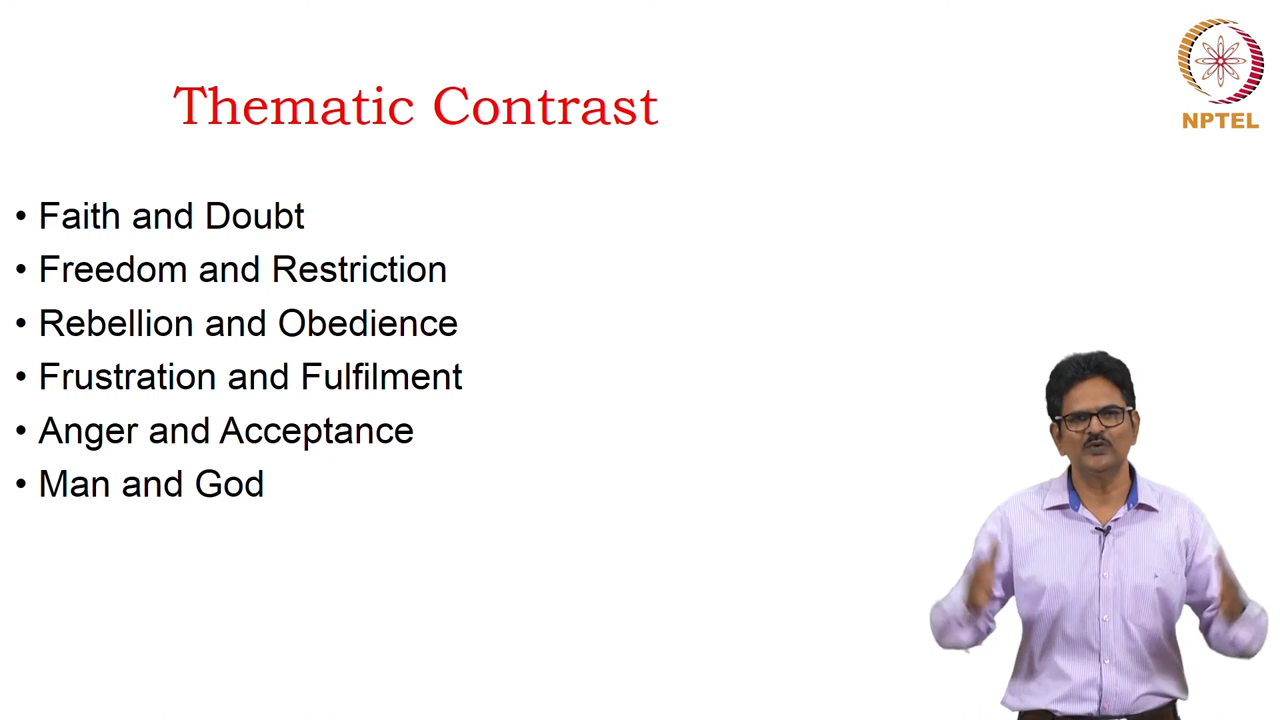 Thematic Contrast
NPTEL
• Faith and Doubt
• Freedom and Restriction
• Rebellion and Obedience
• Frustration and Fulfilment
• Anger and Acceptance
• Man and God